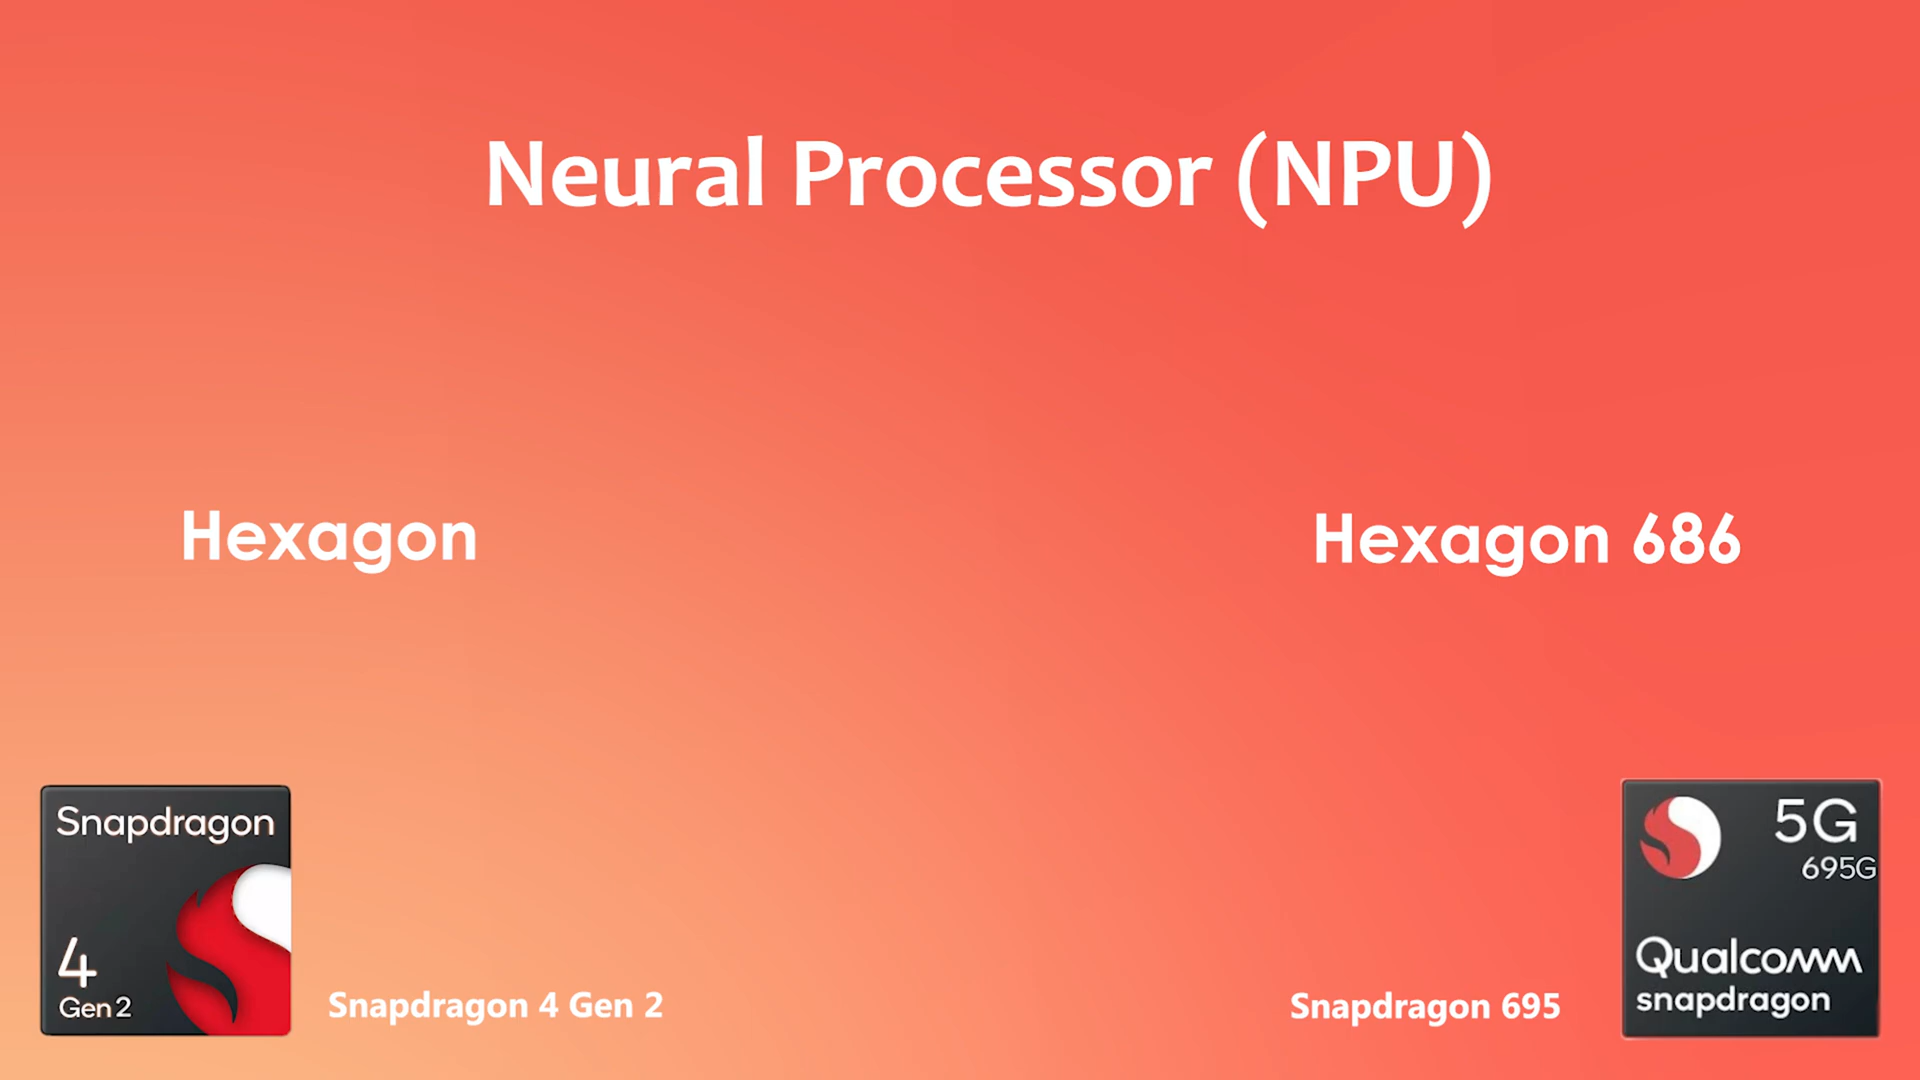 Neural Processor (NPU)
Hexagon
Hexagon 686
Snapdragon
4
Gen 2
Snapdragon 4 Gen 2
Snapdragon 695
5G
695G
Qualcomm
snapdragon